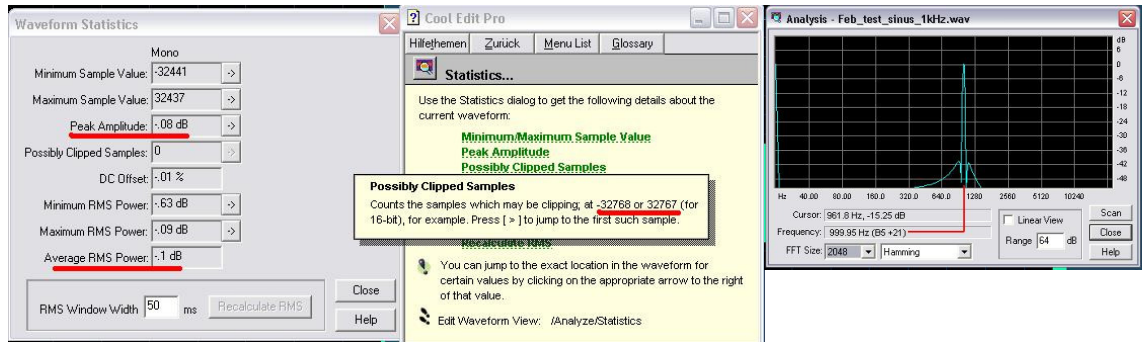 Waveform Statistics
Mono
Minimum Sample Value: -32441 ->
Maximum Sample Value: 32437 ->
Peak Amplitude: -.08 dB ->
Possibly Clipped Samples: 0 ->
DC Offset: -.01 %
Minimum RMS Power: -.63 dB ->
Maximum RMS Power: -.09 dB ->
Average RMS Power: -.1 dB
RMS Window Width 50 ms Recalculate RMS
Close
Help
Cool Edit Pro
Hilfethemen Zurück Menu List Glossary
Statistics...
Use the Statistics dialog to get the following details about the
current waveform:
Minimum/Maximum Sample Value
Peak Amplitude
Possibly Clipped Samples
Possibly Clipped Samples
Counts the samples which may be clipping; at -32768 or 32767 (for
16-bit), for example. Press [ > ] to jump to the first such sample.
Recalculate RMS
You can jump to the exact location in the waveform for
certain values by clicking on the appropriate arrow to the right
of that value.
Edit Waveform View: /Analyze/Statistics
Analysis - Feb_test_sinus_1kHz.wav
dB
6
0
-6
-12
-18
-24
-30
-36
-42
-48
Hz 40.00 80.00 160.0 320.0 640.0 1280 2560 5120 10240
Cursor: 961.8 Hz, -15.25 dB
Frequency: 999.95 Hz (B5 +21)
FFT Size: 2048 Hamming
Linear View
Range 64 dB
Scan
Close
Help